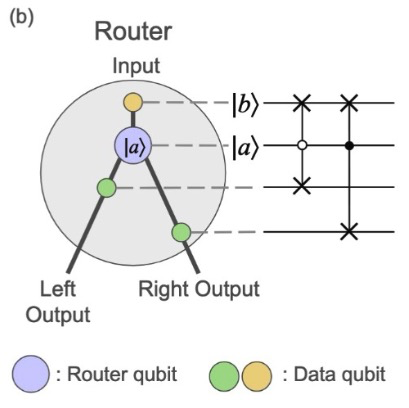 (b)
Router
Input
|b⟩
|a⟩ |a⟩
Left Output Right Output
: Router qubit : Data qubit